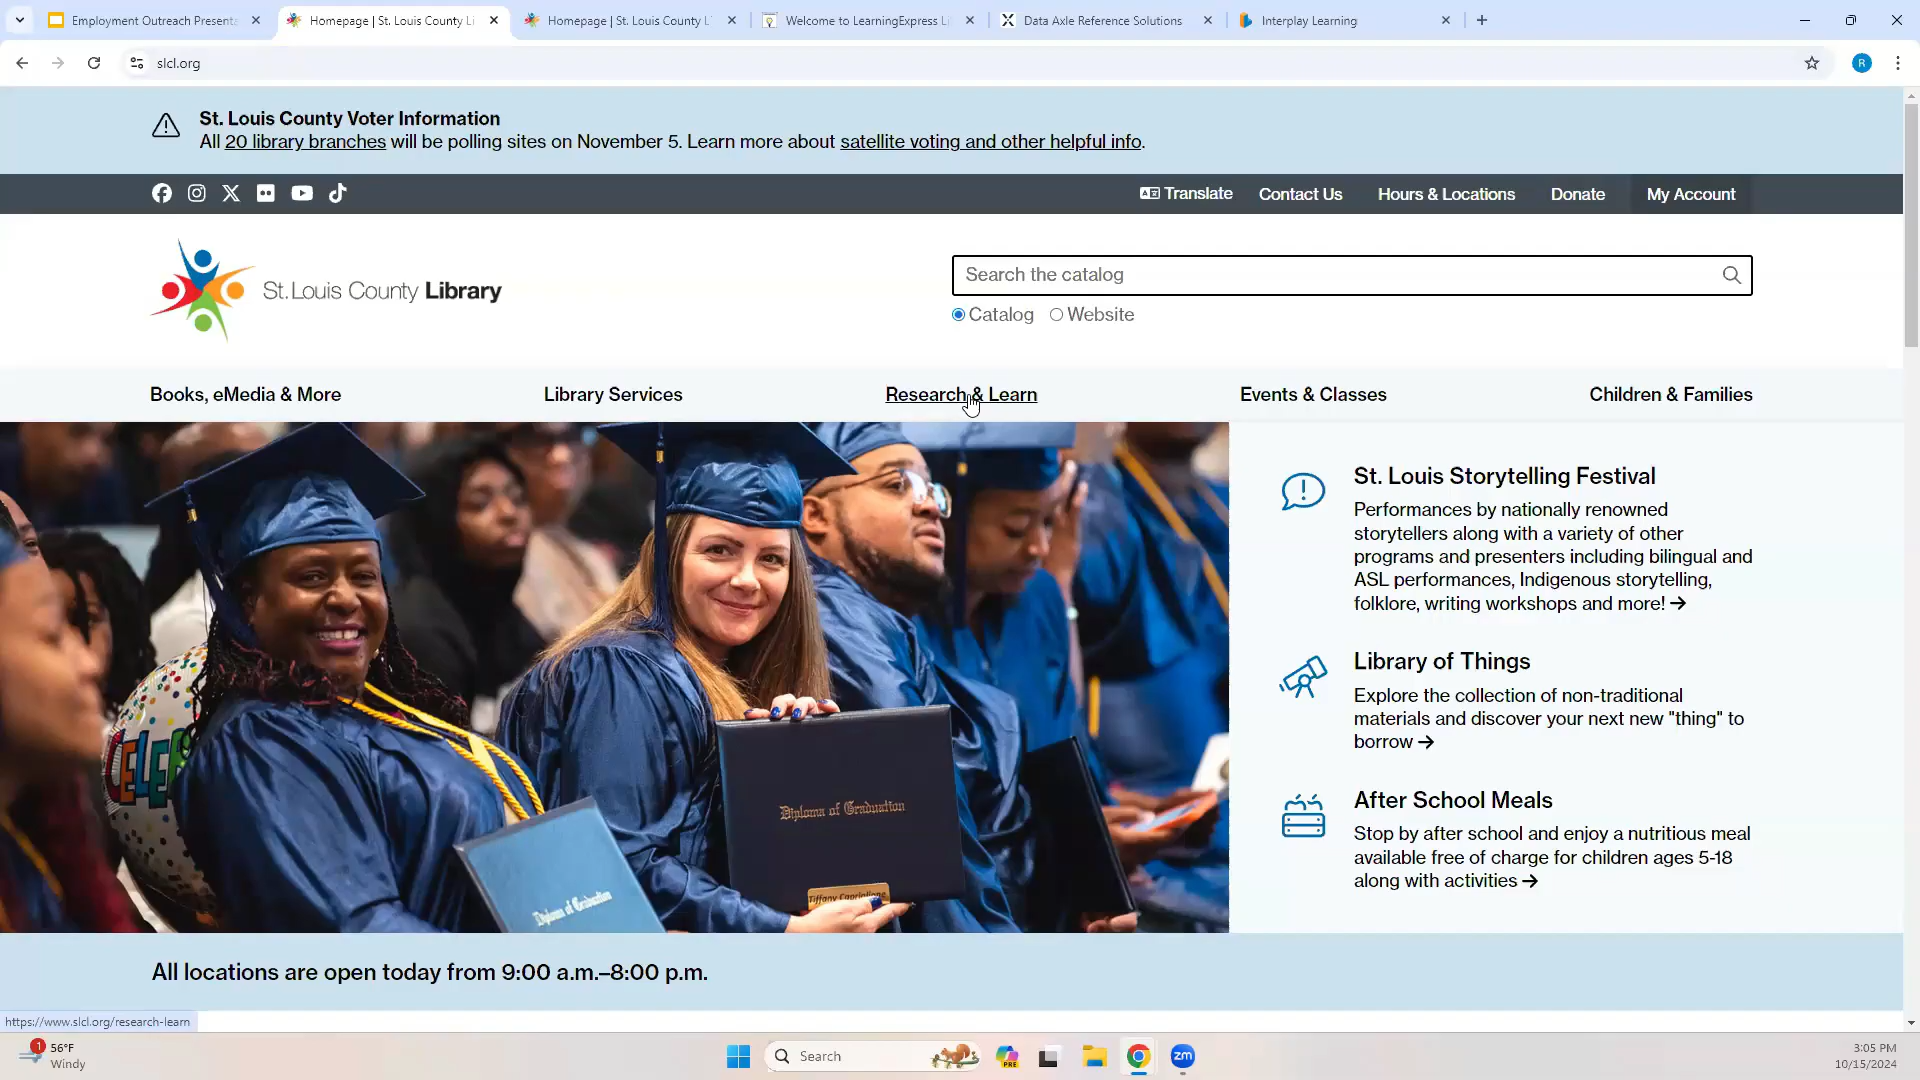 Employment Outreach Presenta
Homepage | St. Louis County Li
Homepage | St. Louis County L
Welcome to LearningExpress Li
Data Axle Reference Solutions
Interplay Learning
slcl.org
R
St. Louis County Voter Information
All 20 library branches will be polling sites on November 5. Learn more about satellite voting and other helpful info.
Translate
Contact Us
Hours & Locations
Donate
My Account
St. Louis County Library
Search the catalog
Catalog
Website
Books, eMedia & More
Library Services
Research & Learn
Events & Classes
Children & Families
CELEB
Diploma of Graduation
Diploma of Graduation
Tiffany Capriglione
St. Louis Storytelling Festival
Performances by nationally renowned
storytellers along with a variety of other
programs and presenters including bilingual and
ASL performances, Indigenous storytelling,
folklore, writing workshops and more! →
Library of Things
Explore the collection of non-traditional
materials and discover your next new "thing" to
borrow →
After School Meals
Stop by after school and enjoy a nutritious meal
available free of charge for children ages 5-18
along with activities →
All locations are open today from 9:00 a.m.–8:00 p.m.
https://www.slcl.org/research-learn
1
56°F
Windy
Search
PRE
zm
3:05 PM
10/15/2024